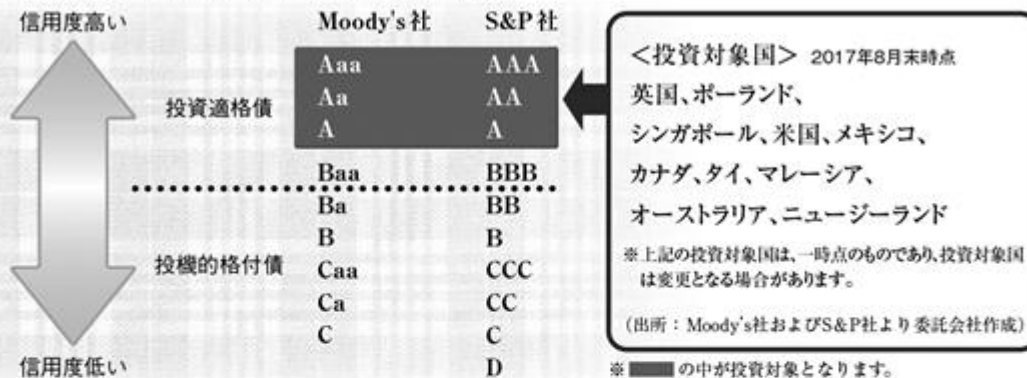 信用度高い
Moody's社 S&P社
投資適格債
Aaa AAA
Aa AA
A A
Baa BBB
Ba BB
B B
投機的格付債
Caa CCC
Ca CC
C C
D
信用度低い
<投資対象国> 2017年8月末時点
英国、ポーランド、
シンガポール、米国、メキシコ、
カナダ、タイ、マレーシア、
オーストラリア、ニュージーランド
※上記の投資対象国は、一時点のものであり、投資対象国
は変更となる場合があります。
(出所：Moody's社およびS&P社より委託会社作成)
※ の中が投資対象となります。